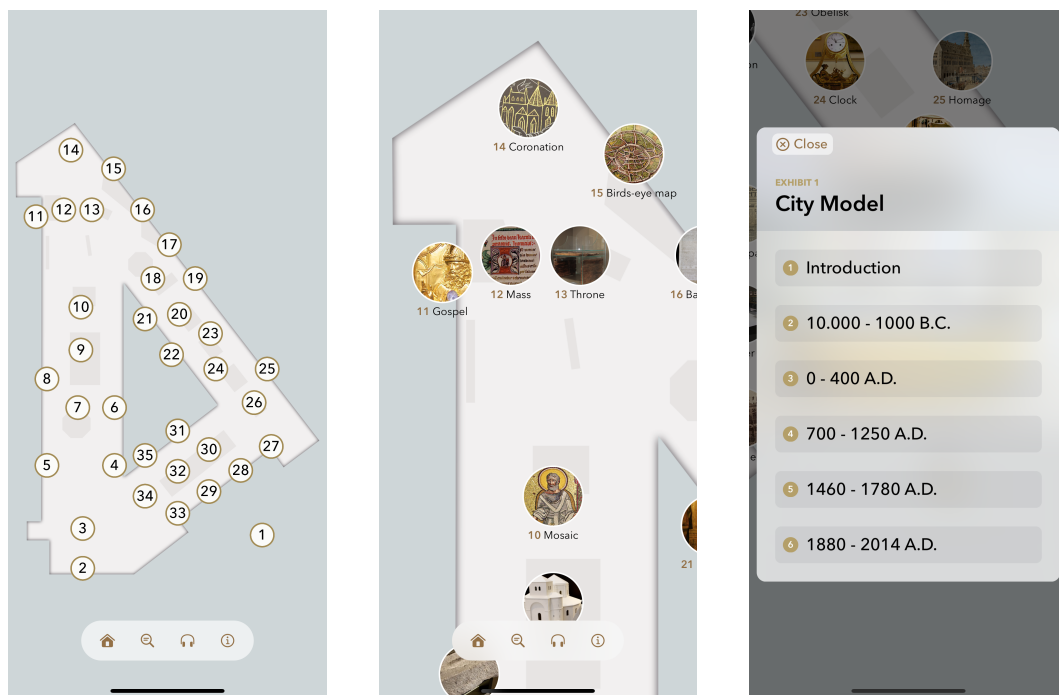 14
15
11
12
13
16
17
18
19
10
20
21
23
9
22
24
25
8
26
7
6
31
27
30
35
5
4
32
28
29
34
33
3
1
2
14 Coronation
15 Birds-eye map
12 Mass
13 Throne
16 Ba
11 Gospel
10 Mosaic
21
23 Obelisk
24 Clock
25 Homage
Close
EXHIBIT 1
City Model
1 Introduction
2 10.000 - 1000 B.C.
3 0 - 400 A.D.
4 700 - 1250 A.D.
5 1460 - 1780 A.D.
6 1880 - 2014 A.D.